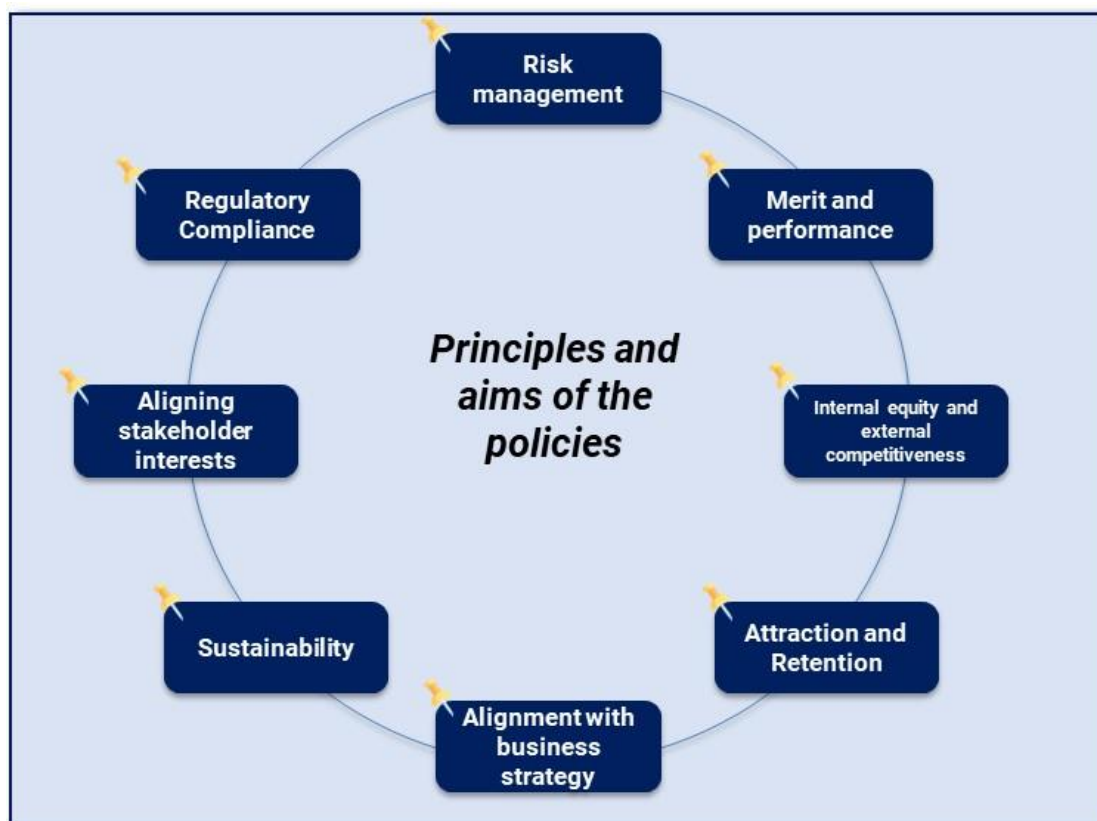 Risk
management
Merit and
performance
Internal equity and
external
competitiveness
Attraction and
Retention
Alignment with
business
strategy
Sustainability
Aligning
stakeholder
interests
Regulatory
Compliance
Principles and
aims of the
policies